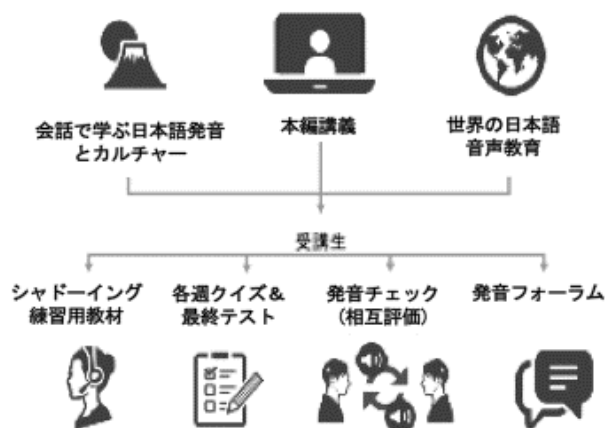 会話で学ぶ日本語発音
とカルチャー
本編講義
世界の日本語
音声教育
受講生
シャドーイング
練習用教材
各週クイズ&
最終テスト
発音チェック
(相互評価)
発音フォーラム